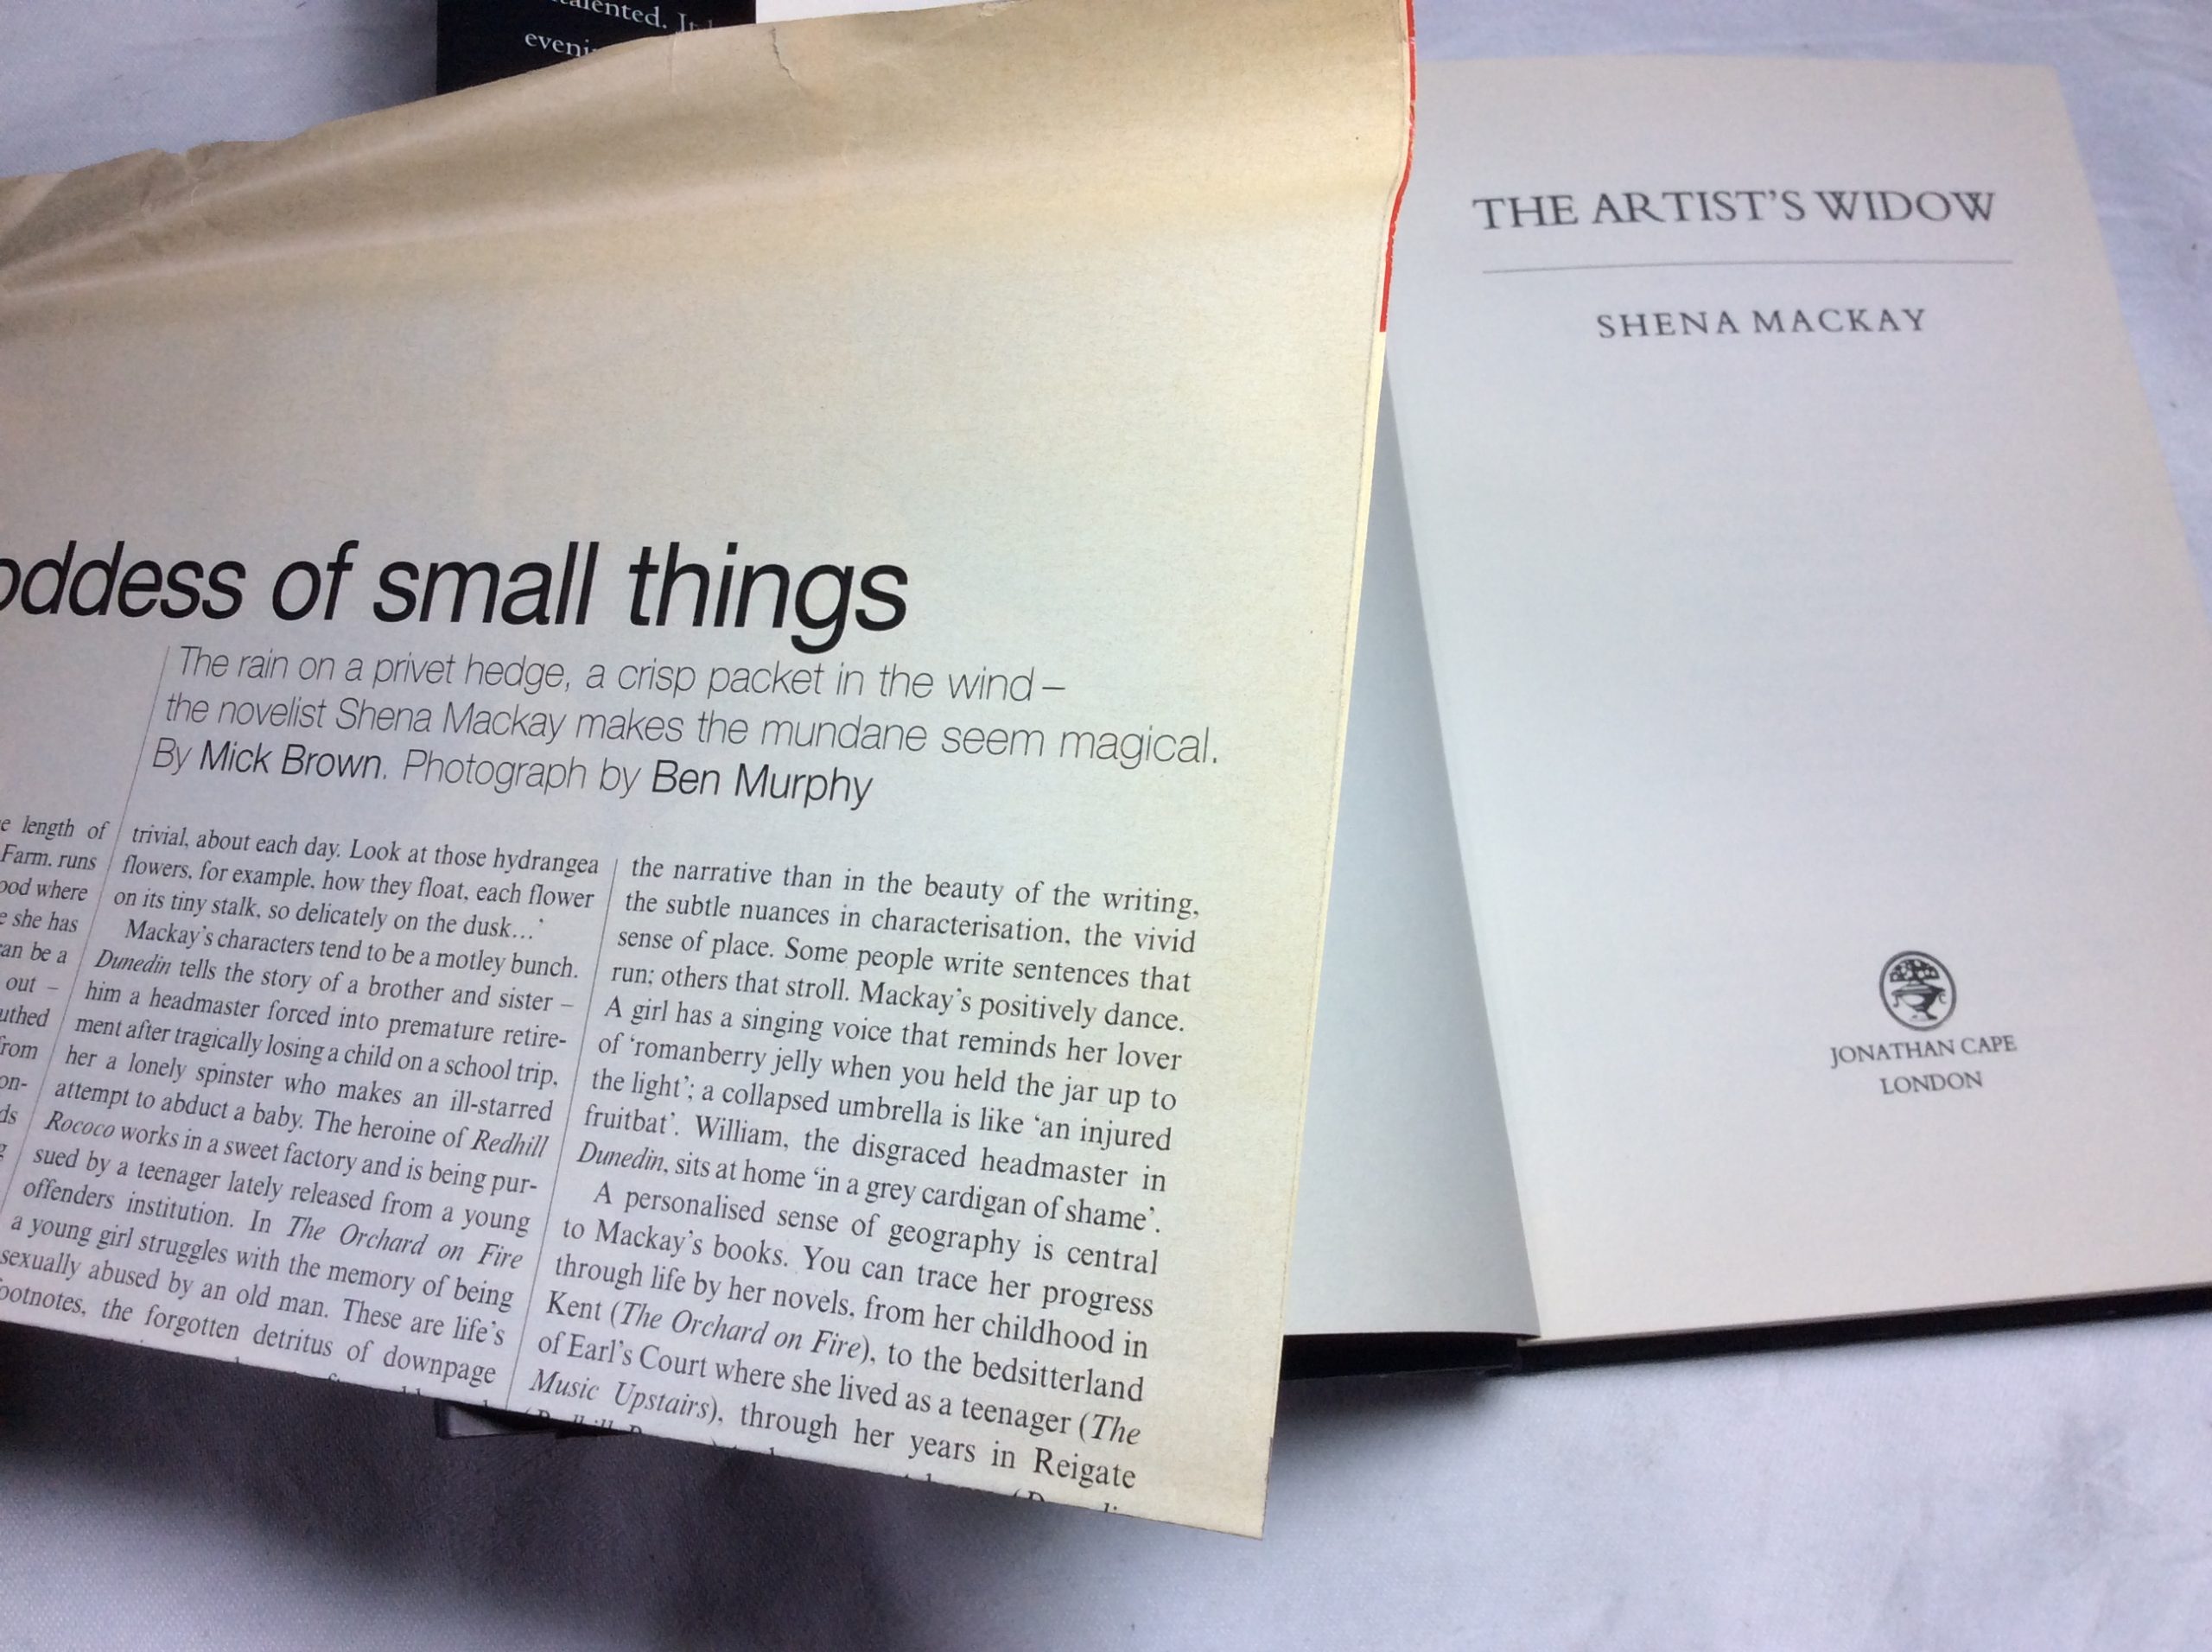 talented. It
eveni
oddess of small things
The rain on a privet hedge, a crisp packet in the wind –
the novelist Shena Mackay makes the mundane seem magical.
By Mick Brown. Photograph by Ben Murphy
e length of
Farm, runs
ood where
e she has
an be a
out –
uthed
from
on-
ds
g
trivial, about each day. Look at those hydrangea
flowers, for example, how they float, each flower
on its tiny stalk, so delicately on the dusk…'
Mackay's characters tend to be a motley bunch.
Dunedin tells the story of a brother and sister –
him a headmaster forced into premature retire-
ment after tragically losing a child on a school trip,
her a lonely spinster who makes an ill-starred
attempt to abduct a baby. The heroine of Redhill
Rococo works in a sweet factory and is being pur-
sued by a teenager lately released from a young
offenders institution. In The Orchard on Fire
a young girl struggles with the memory of being
sexually abused by an old man. These are life's
ootnotes, the forgotten detritus of downpage
the narrative than in the beauty of the writing,
the subtle nuances in characterisation, the vivid
sense of place. Some people write sentences that
run; others that stroll. Mackay's positively dance.
A girl has a singing voice that reminds her lover
of 'romanberry jelly when you held the jar up to
the light'; a collapsed umbrella is like 'an injured
fruitbat'. William, the disgraced headmaster in
Dunedin, sits at home 'in a grey cardigan of shame'.
A personalised sense of geography is central
to Mackay's books. You can trace her progress
through life by her novels, from her childhood in
Kent (The Orchard on Fire), to the bedsitterland
of Earl's Court where she lived as a teenager (The
Music Upstairs), through her years in Reigate
THE ARTIST'S WIDOW
SHENA MACKAY
JONATHAN CAPE
LONDON